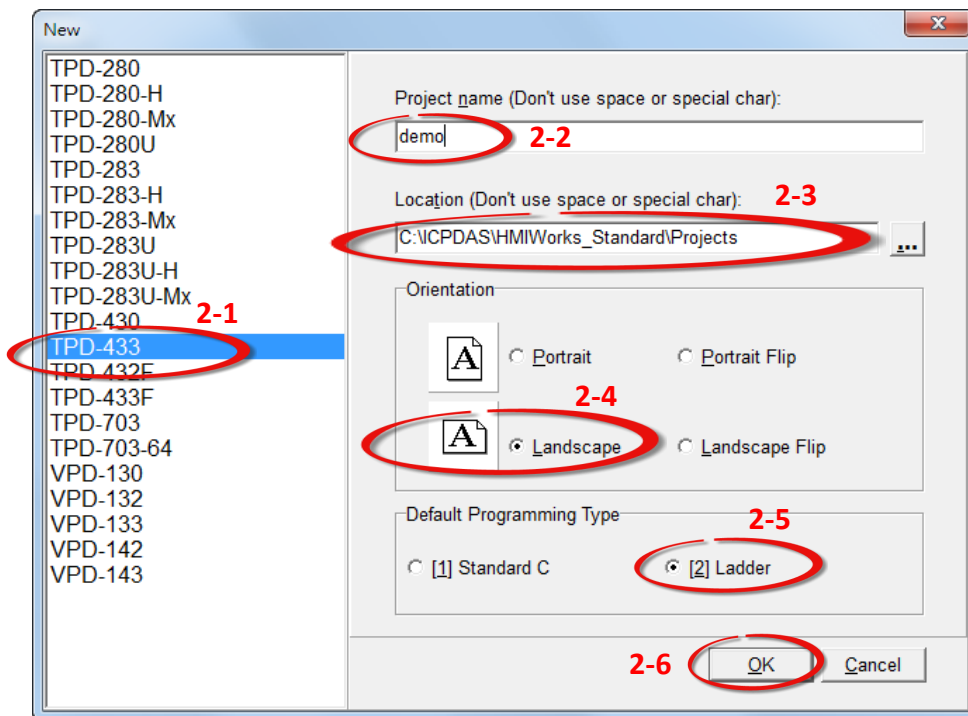 New
TPD-280
TPD-280-H
TPD-280-Mx
TPD-280U
TPD-283
TPD-283-H
TPD-283-Mx
TPD-283U
TPD-283U-H
TPD-283U-Mx
TPD-430
2-1
TPD-433
TPD-432F
TPD-433F
TPD-703
TPD-703-64
VPD-130
VPD-132
VPD-133
VPD-142
VPD-143
Project name (Don't use space or special char):
demo
2-2
Location (Don't use space or special char):
2-3
C:\ICPDAS\HMIWorks_Standard\Projects
...
Orientation
A
Portrait
Portrait Flip
2-4
A
Landscape
Landscape Flip
Default Programming Type
2-5
[1] Standard C
[2] Ladder
2-6
OK
Cancel